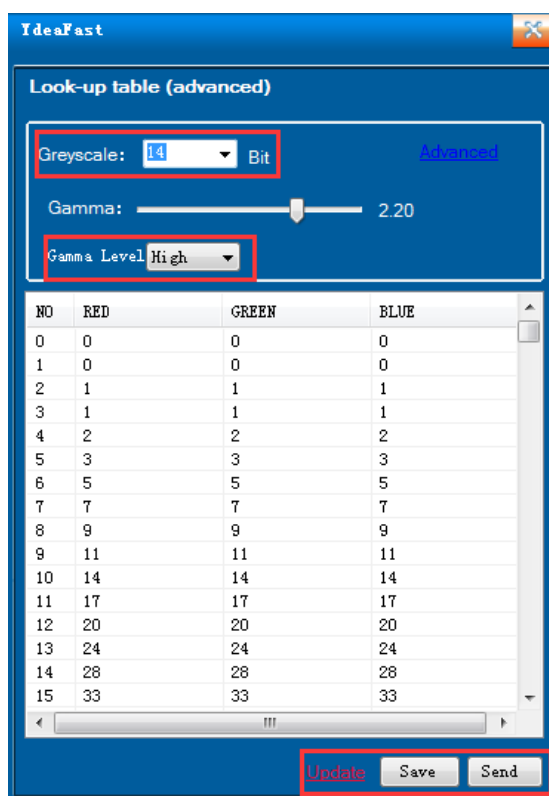 IdeaFast
Look-up table (advanced)
Greyscale: 14 Bit Advanced
Gamma: 2.20
Gamma Level High
NO RED GREEN BLUE
0 0 0 0
1 0 0 0
2 1 1 1
3 1 1 1
4 2 2 2
5 3 3 3
6 5 5 5
7 7 7 7
8 9 9 9
9 11 11 11
10 14 14 14
11 17 17 17
12 20 20 20
13 24 24 24
14 28 28 28
15 33 33 33
Update Save Send